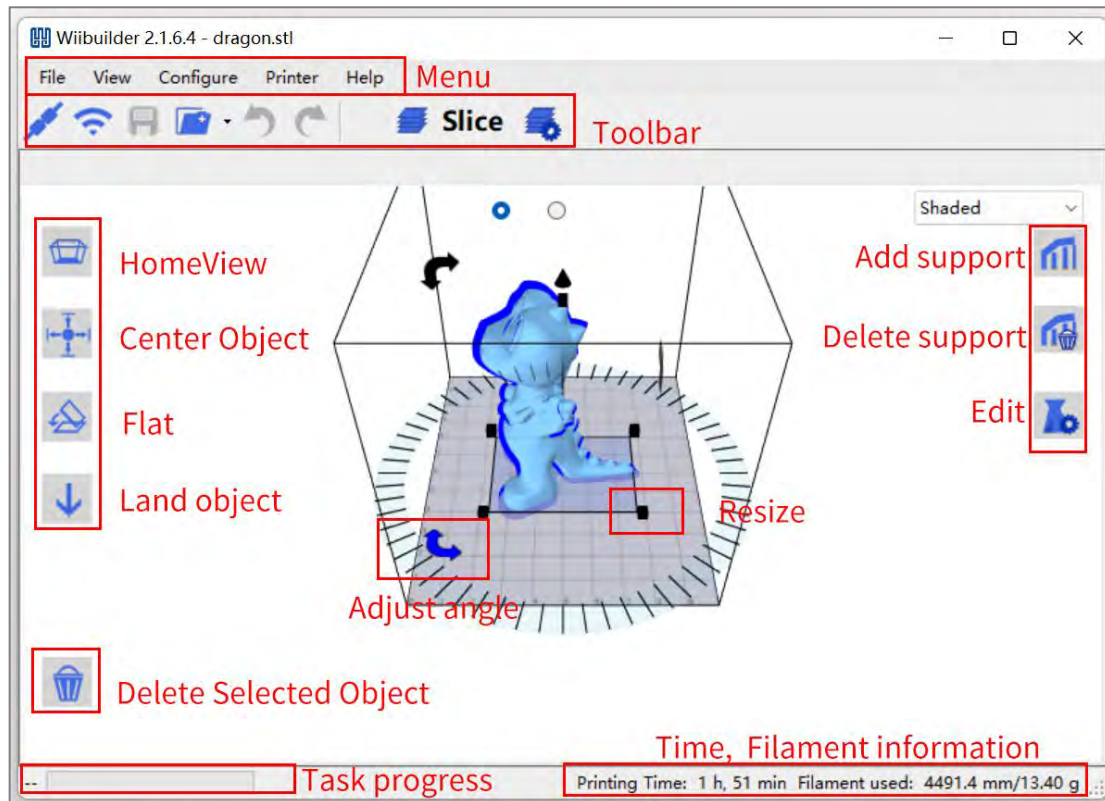 Wiibuilder 2.1.6.4 - dragon.stl
File View Configure Printer Help Menu
Slice Toolbar
Shaded
HomeView
Add support
Center Object
Delete support
Flat
Edit
Land object
Resize
Adjust angle
Delete Selected Object
Time, Filament information
-- Task progress
Printing Time: 1 h, 51 min Filament used: 4491.4 mm/13.40 g